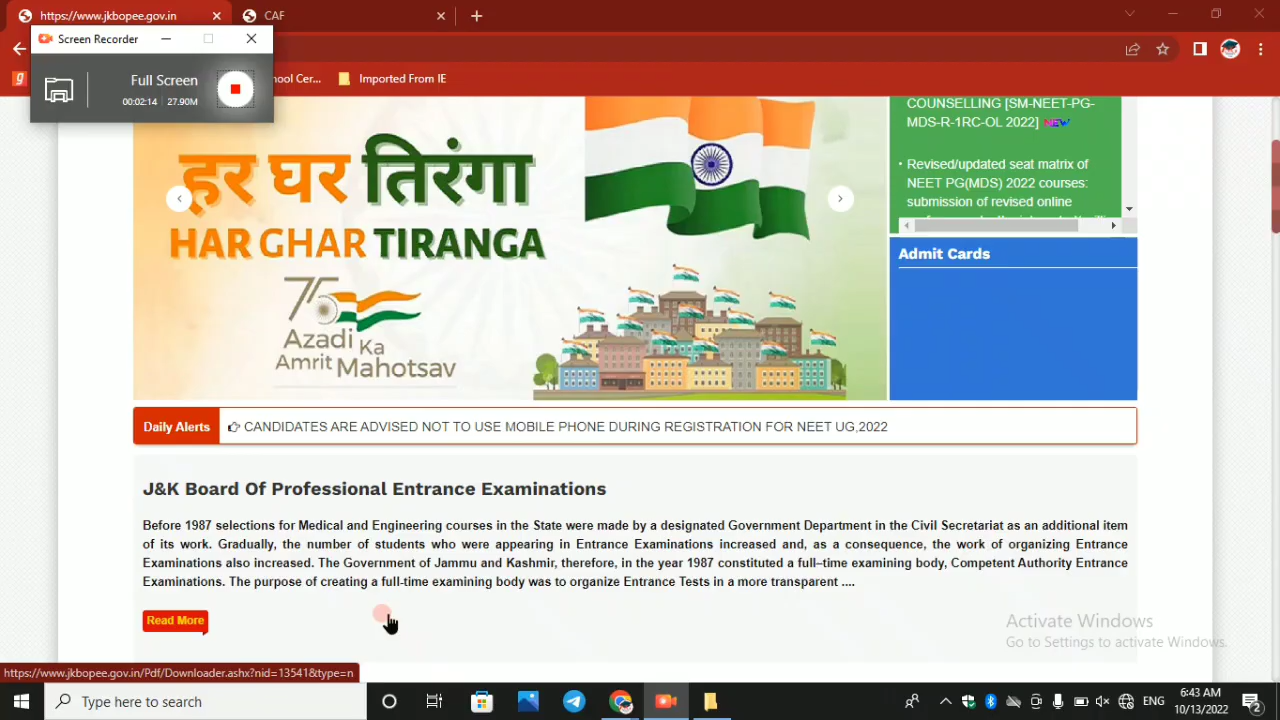 https://www.jkbopee.gov.in
CAF
Screen Recorder
Full Screen
00:02:14 27.90M
hool Cer...
Imported From IE
हर घर तिरंगा
HAR GHAR TIRANGA
75
Azadi Ka
Amrit Mahotsav
COUNSELLING [SM-NEET-PG-
MDS-R-1RC-OL 2022] NEW
• Revised/updated seat matrix of
NEET PG(MDS) 2022 courses:
submission of revised online
Admit Cards
Daily Alerts
CANDIDATES ARE ADVISED NOT TO USE MOBILE PHONE DURING REGISTRATION FOR NEET UG,2022
J&K Board Of Professional Entrance Examinations
Before 1987 selections for Medical and Engineering courses in the State were made by a designated Government Department in the Civil Secretariat as an additional item
of its work. Gradually, the number of students who were appearing in Entrance Examinations increased and, as a consequence, the work of organizing Entrance
Examinations also increased. The Government of Jammu and Kashmir, therefore, in the year 1987 constituted a full–time examining body, Competent Authority Entrance
Examinations. The purpose of creating a full-time examining body was to organize Entrance Tests in a more transparent ....
Read More
Activate Windows
Go to Settings to activate Windows.
https://www.jkbopee.gov.in/Pdf/Downloader.ashx?nid=13541&type=n
Type here to search
ENG
6:43 AM
10/13/2022
2